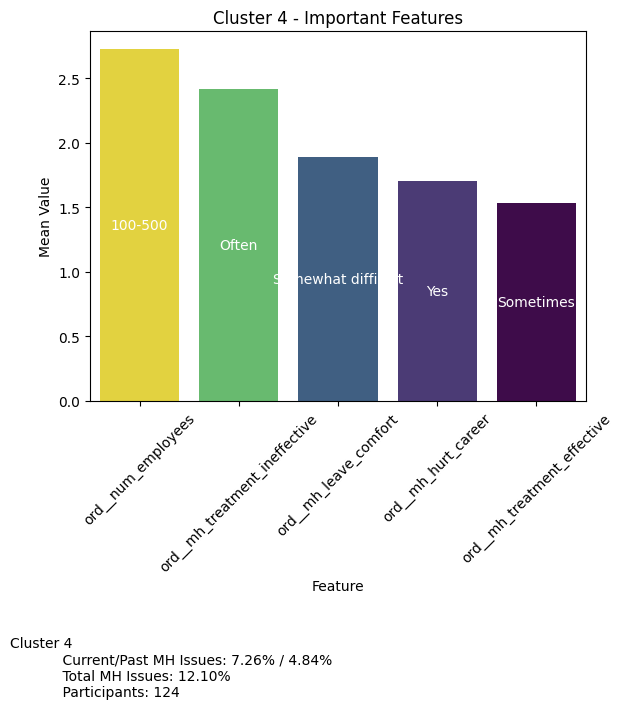 Cluster 4 - Important Features
Mean Value
2.5
2.0
1.5
1.0
0.5
0.0
100-500
Often
Somewhat difficult
Yes
Sometimes
ord__num_employees
ord__mh_treatment_ineffective
ord__mh_leave_comfort
ord__mh_hurt_career
ord__mh_treatment_effective
Feature
Cluster 4
Current/Past MH Issues: 7.26% / 4.84%
Total MH Issues: 12.10%
Participants: 124